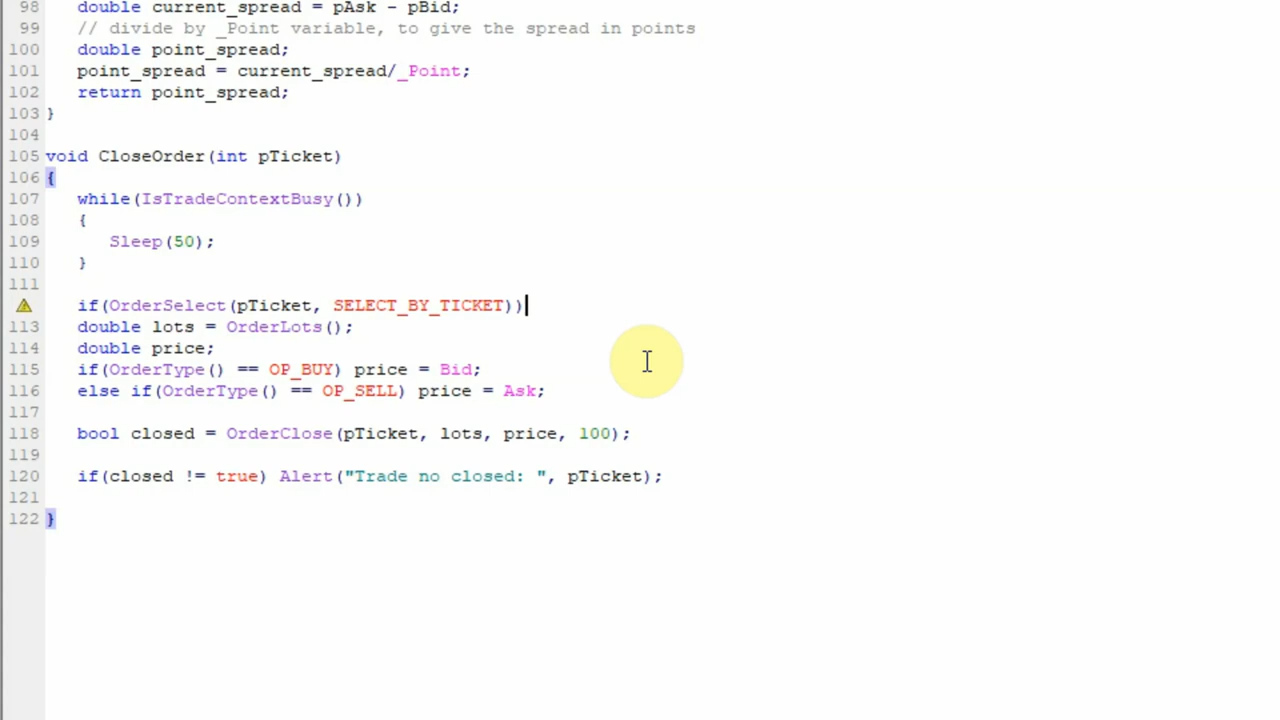 98 double current_spread = pAsk - pBid;
99 // divide by _Point variable, to give the spread in points
100 double point_spread;
101 point_spread = current_spread/_Point;
102 return point_spread;
103 }
104
105 void CloseOrder(int pTicket)
106 {
107 while(IsTradeContextBusy())
108 {
109 Sleep(50);
110 }
111
if(OrderSelect(pTicket, SELECT_BY_TICKET))
113 double lots = OrderLots();
114 double price;
115 if(OrderType() == OP_BUY) price = Bid;
116 else if(OrderType() == OP_SELL) price = Ask;
117
118 bool closed = OrderClose(pTicket, lots, price, 100);
119
120 if(closed != true) Alert("Trade no closed: ", pTicket);
121
122 }